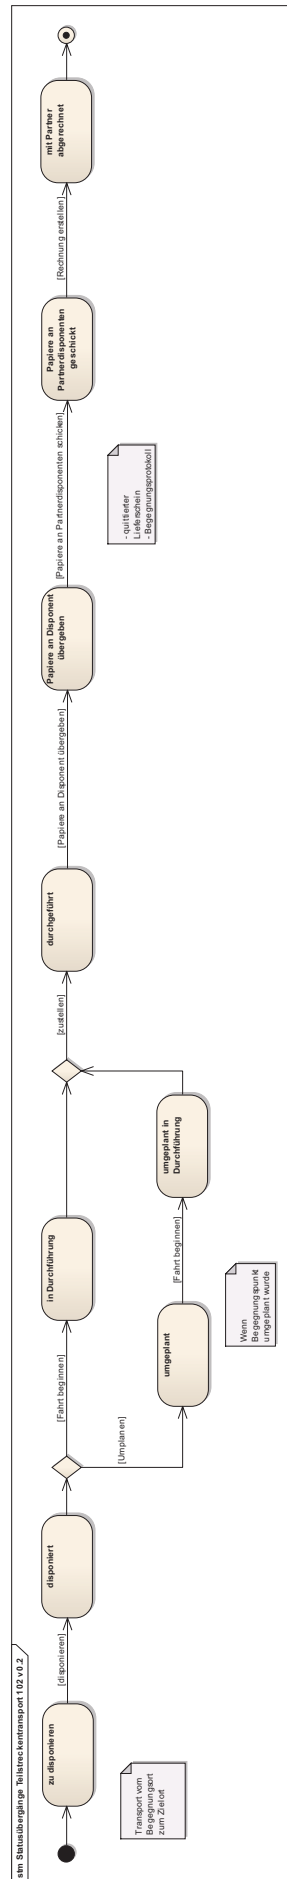 stm Statusübergänge Teilstreckentransport 1 02 v0.2
zu disponieren
Transport vom
Begegnungsort
zum Zielort
[disponieren]
disponiert
[Fahrt beginnen]
[Umplanen]
in Durchführung
umgeplant
Wenn
Begegnungspunkt
umgeplant wurde
[Fahrt beginnen]
umgeplant in
Durchführung
[zustellen]
durchgeführt
[Papiere an Disponent übergeben]
Papiere an Disponent
übergeben
[Papiere an Partnerdisponenten schicken]
- quittierter
Lieferschein
- Begegnungsprotokoll
Papiere an
Partnerdisponenten
geschickt
[Rechnung erstellen]
mit Partner
abgerechnet